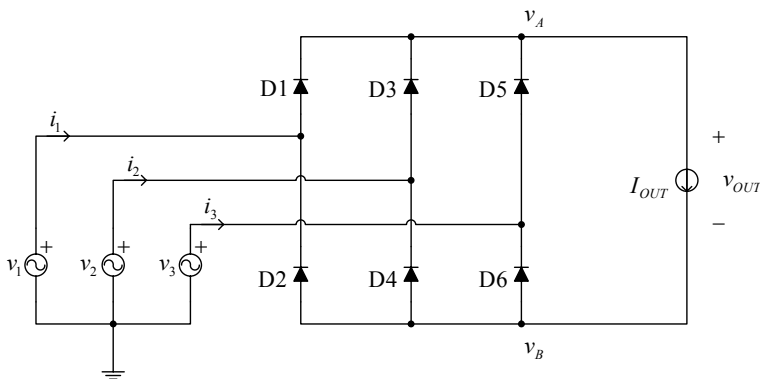 v_A
D1 D3 D5
i_1
+
i_2
I_OUT v_OUT
i_3
−
+ + +
v_1 v_2 v_3
D2 D4 D6
v_B